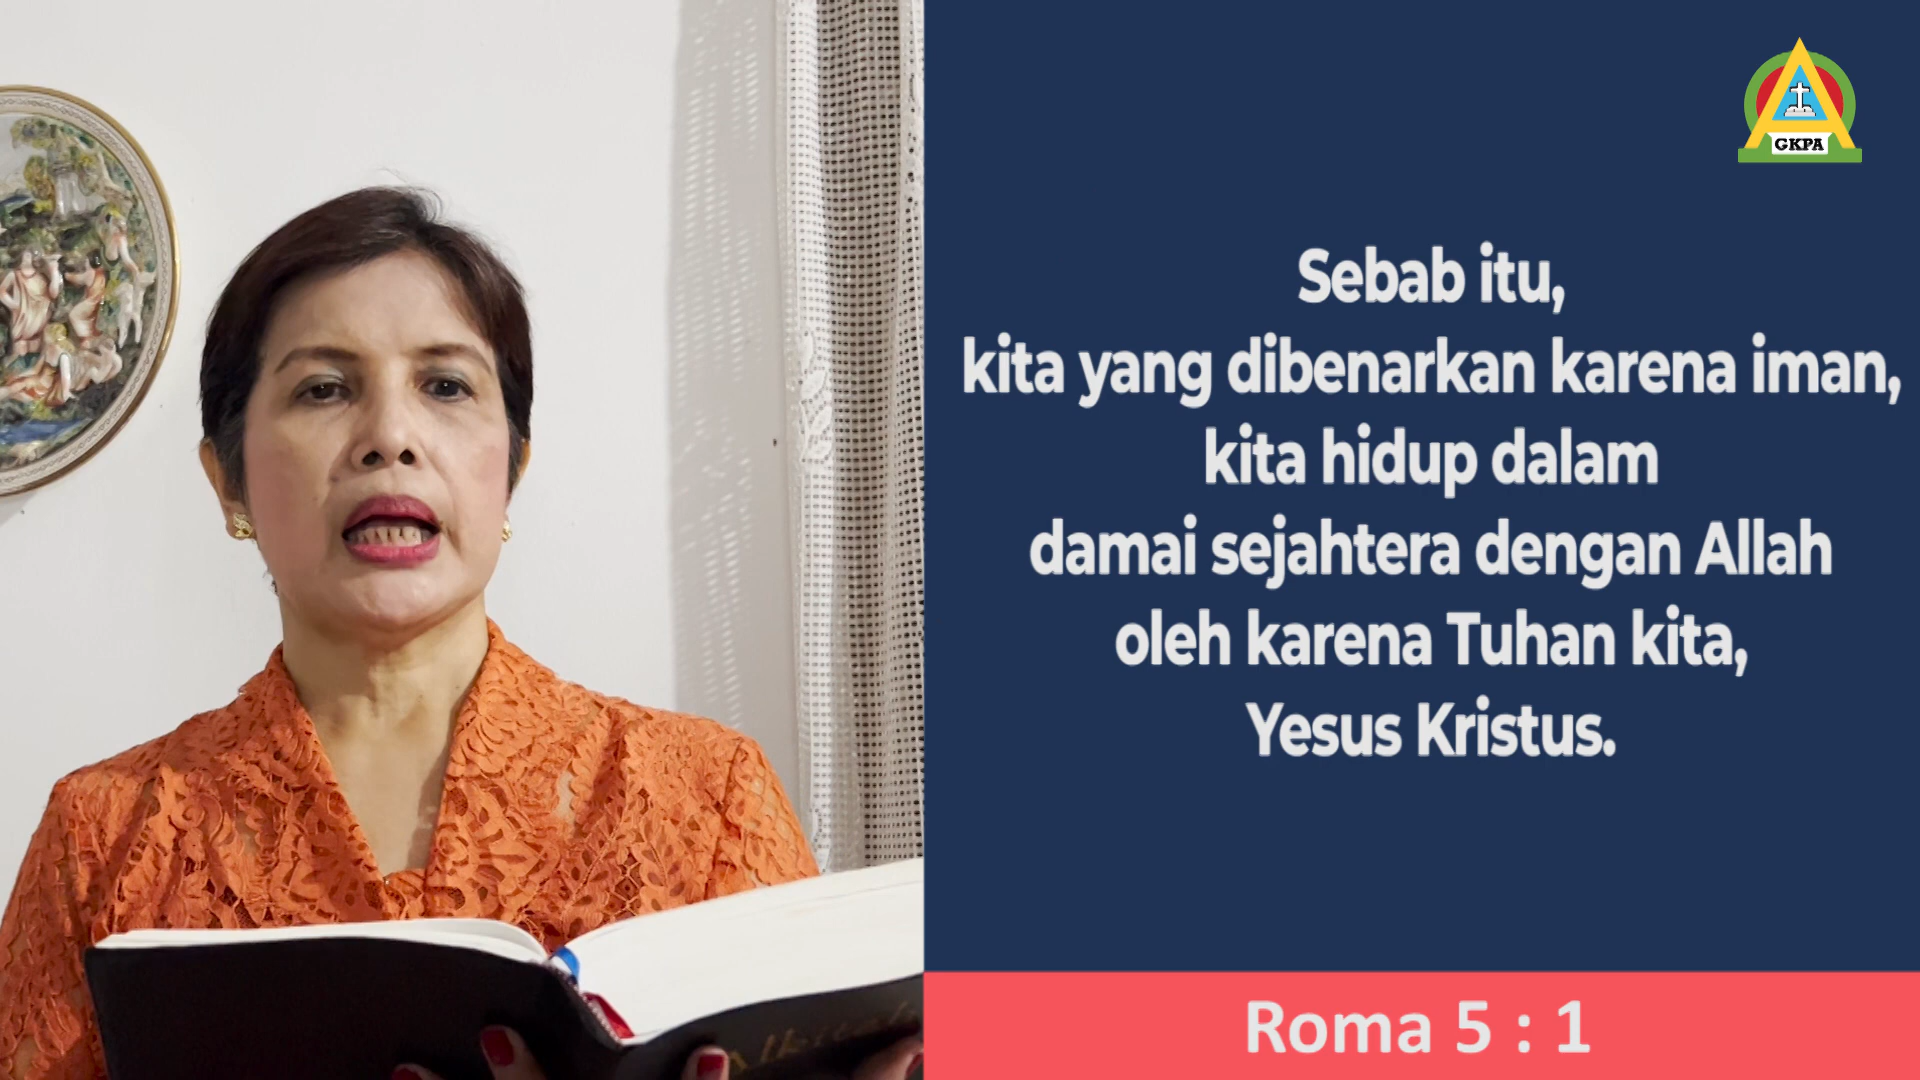 GKPA
Sebab itu,
kita yang dibenarkan karena iman,
kita hidup dalam
damai sejahtera dengan Allah
oleh karena Tuhan kita,
Yesus Kristus.
Roma 5 : 1
Alkitab